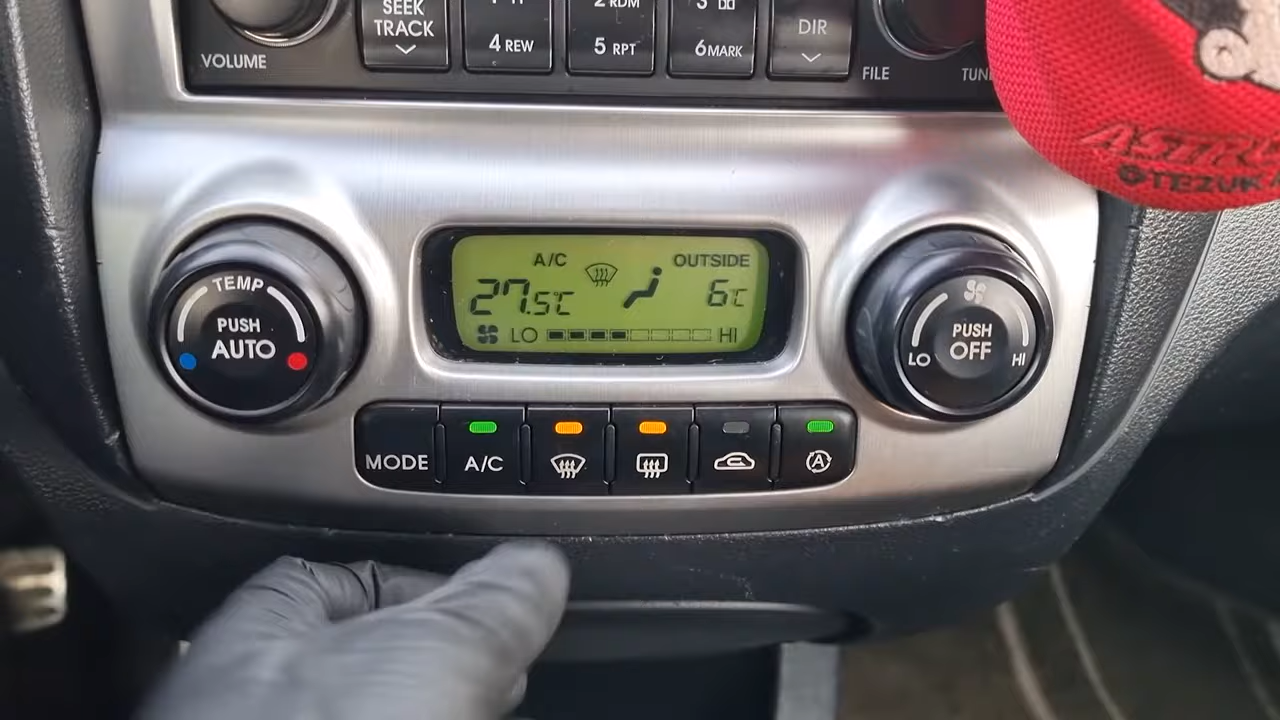 SEEK
TRACK
VOLUME
4 REW
5 RPT
6 MARK
DIR
FILE
A/C
OUTSIDE
27.5℃
6℃
LO
HI
TEMP
PUSH
AUTO
PUSH
OFF
LO
HI
MODE
A/C
A